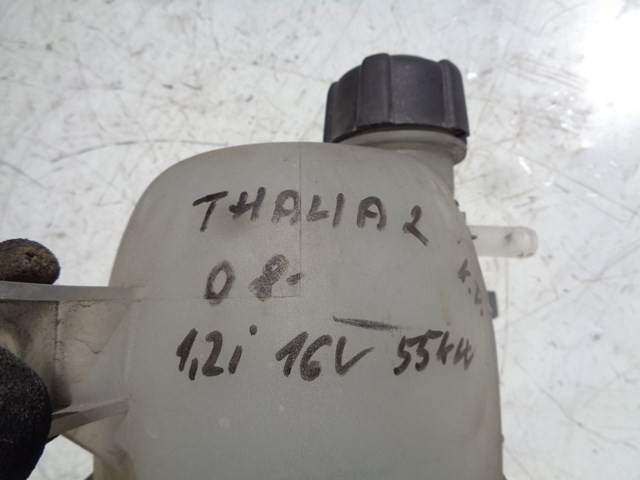 THALIA 2
08-
1,2i 16V 55kW